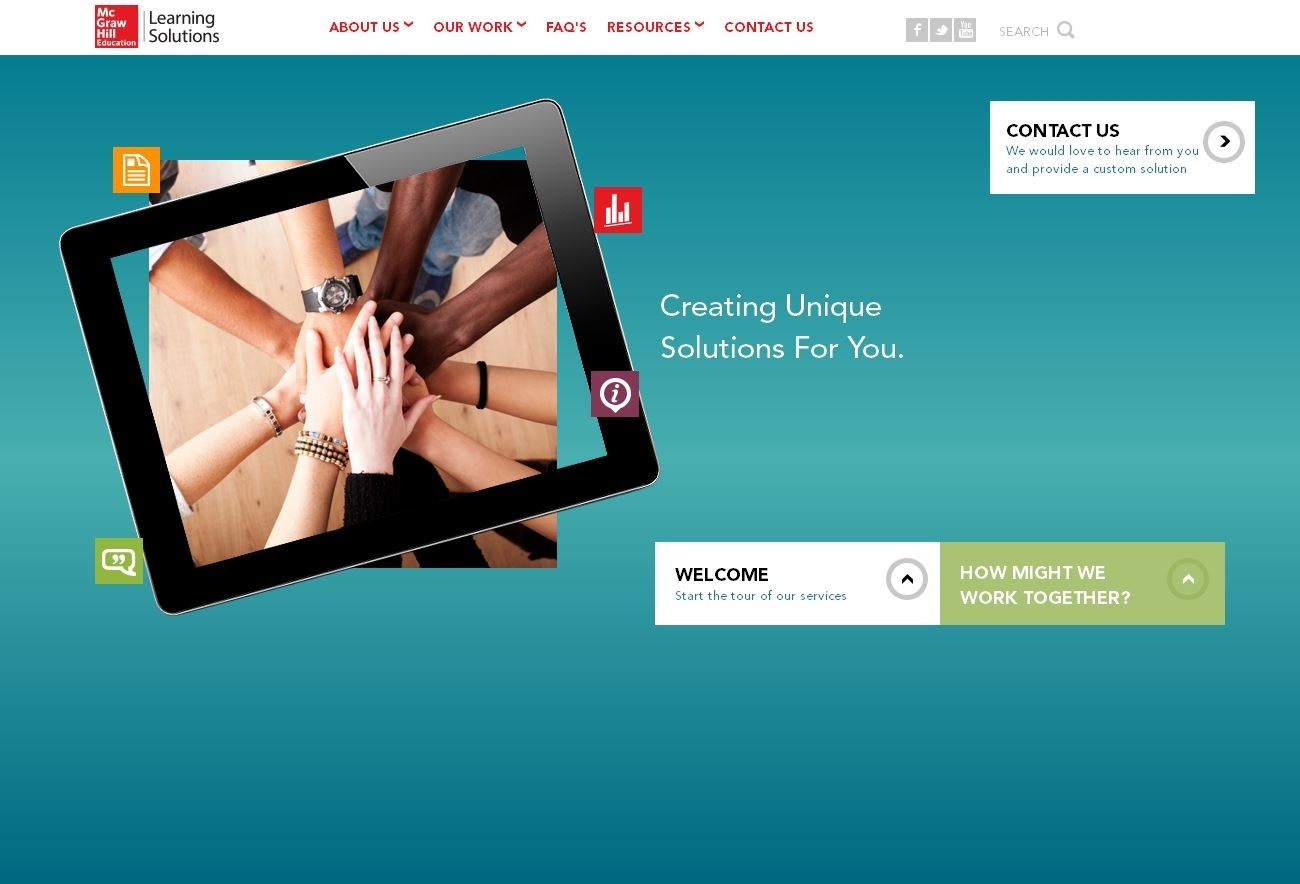 Mc
Graw
Hill
Education
Learning
Solutions
ABOUT US
OUR WORK
FAQ'S
RESOURCES
CONTACT US
You
Tube
SEARCH
CONTACT US
We would love to hear from you
and provide a custom solution
Creating Unique
Solutions For You.
WELCOME
Start the tour of our services
HOW MIGHT WE
WORK TOGETHER?